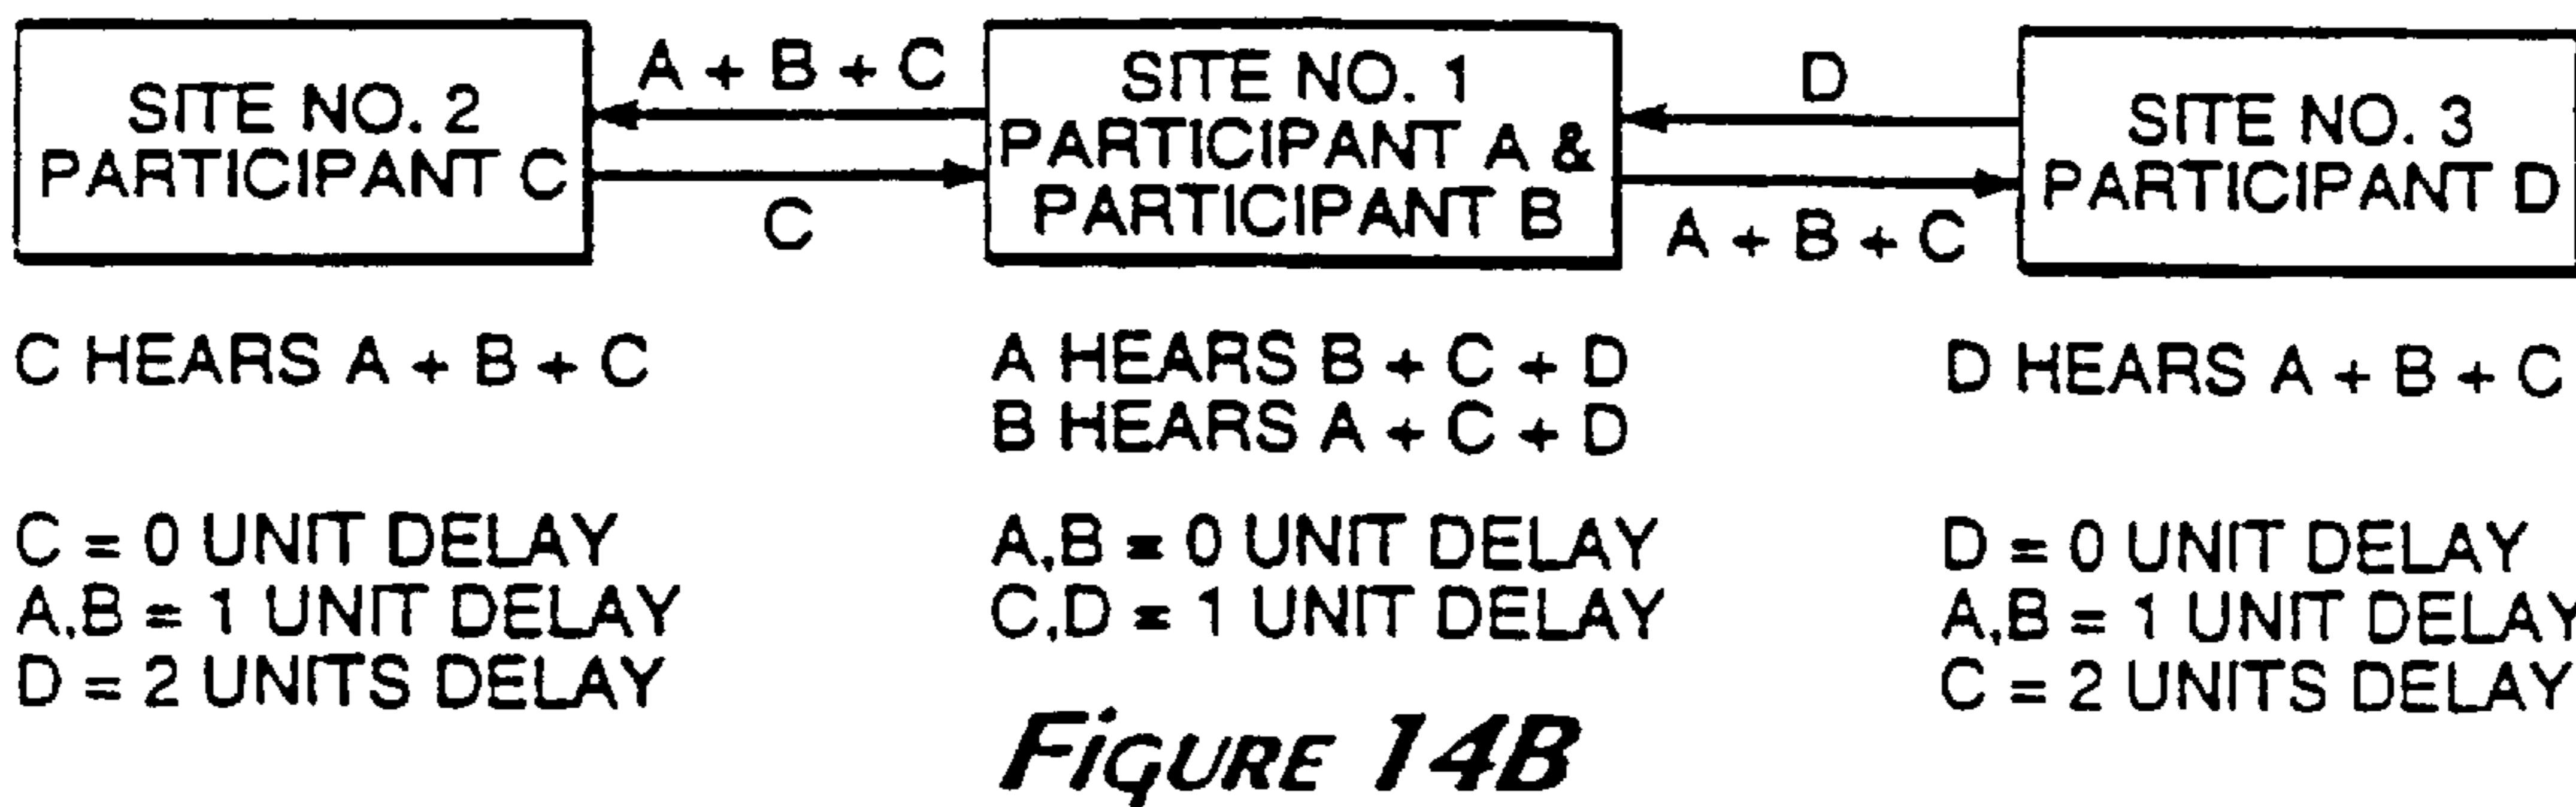 SITE NO. 2
PARTICIPANT C
A + B + C
C
SITE NO. 1
PARTICIPANT A &
PARTICIPANT B
D
A + B + C
SITE NO. 3
PARTICIPANT D
C HEARS A + B + C
A HEARS B + C + D
B HEARS A + C + D
D HEARS A + B + C
C = 0 UNIT DELAY
A,B = 1 UNIT DELAY
D = 2 UNITS DELAY
A,B = 0 UNIT DELAY
C,D = 1 UNIT DELAY
D = 0 UNIT DELAY
A,B = 1 UNIT DELAY
C = 2 UNITS DELAY
FIGURE 14B